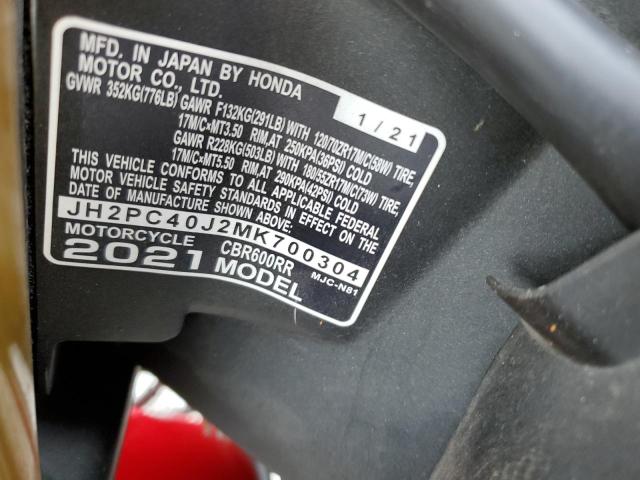 MFD. IN JAPAN BY HONDA
MOTOR CO., LTD.
1/21
GVWR 352KG(776LB) GAWR F132KG(291LB) WITH 120/70ZR17M/C(58W) TIRE,
17M/C×MT3.50 RIM,AT 250KPA(36PSI) COLD
GAWR R228KG(503LB) WITH 180/55ZR17M/C(73W) TIRE,
17M/C×MT5.50 RIM,AT 290KPA(42PSI) COLD
THIS VEHICLE CONFORMS TO ALL APPLICABLE FEDERAL
MOTOR VEHICLE SAFETY STANDARDS IN EFFECT ON THE
DATE OF MANUFACTURE SHOWN ABOVE:
JH2PC40J2MK700304
MOTORCYCLE CBR600RR MJC-N81
2021 MODEL